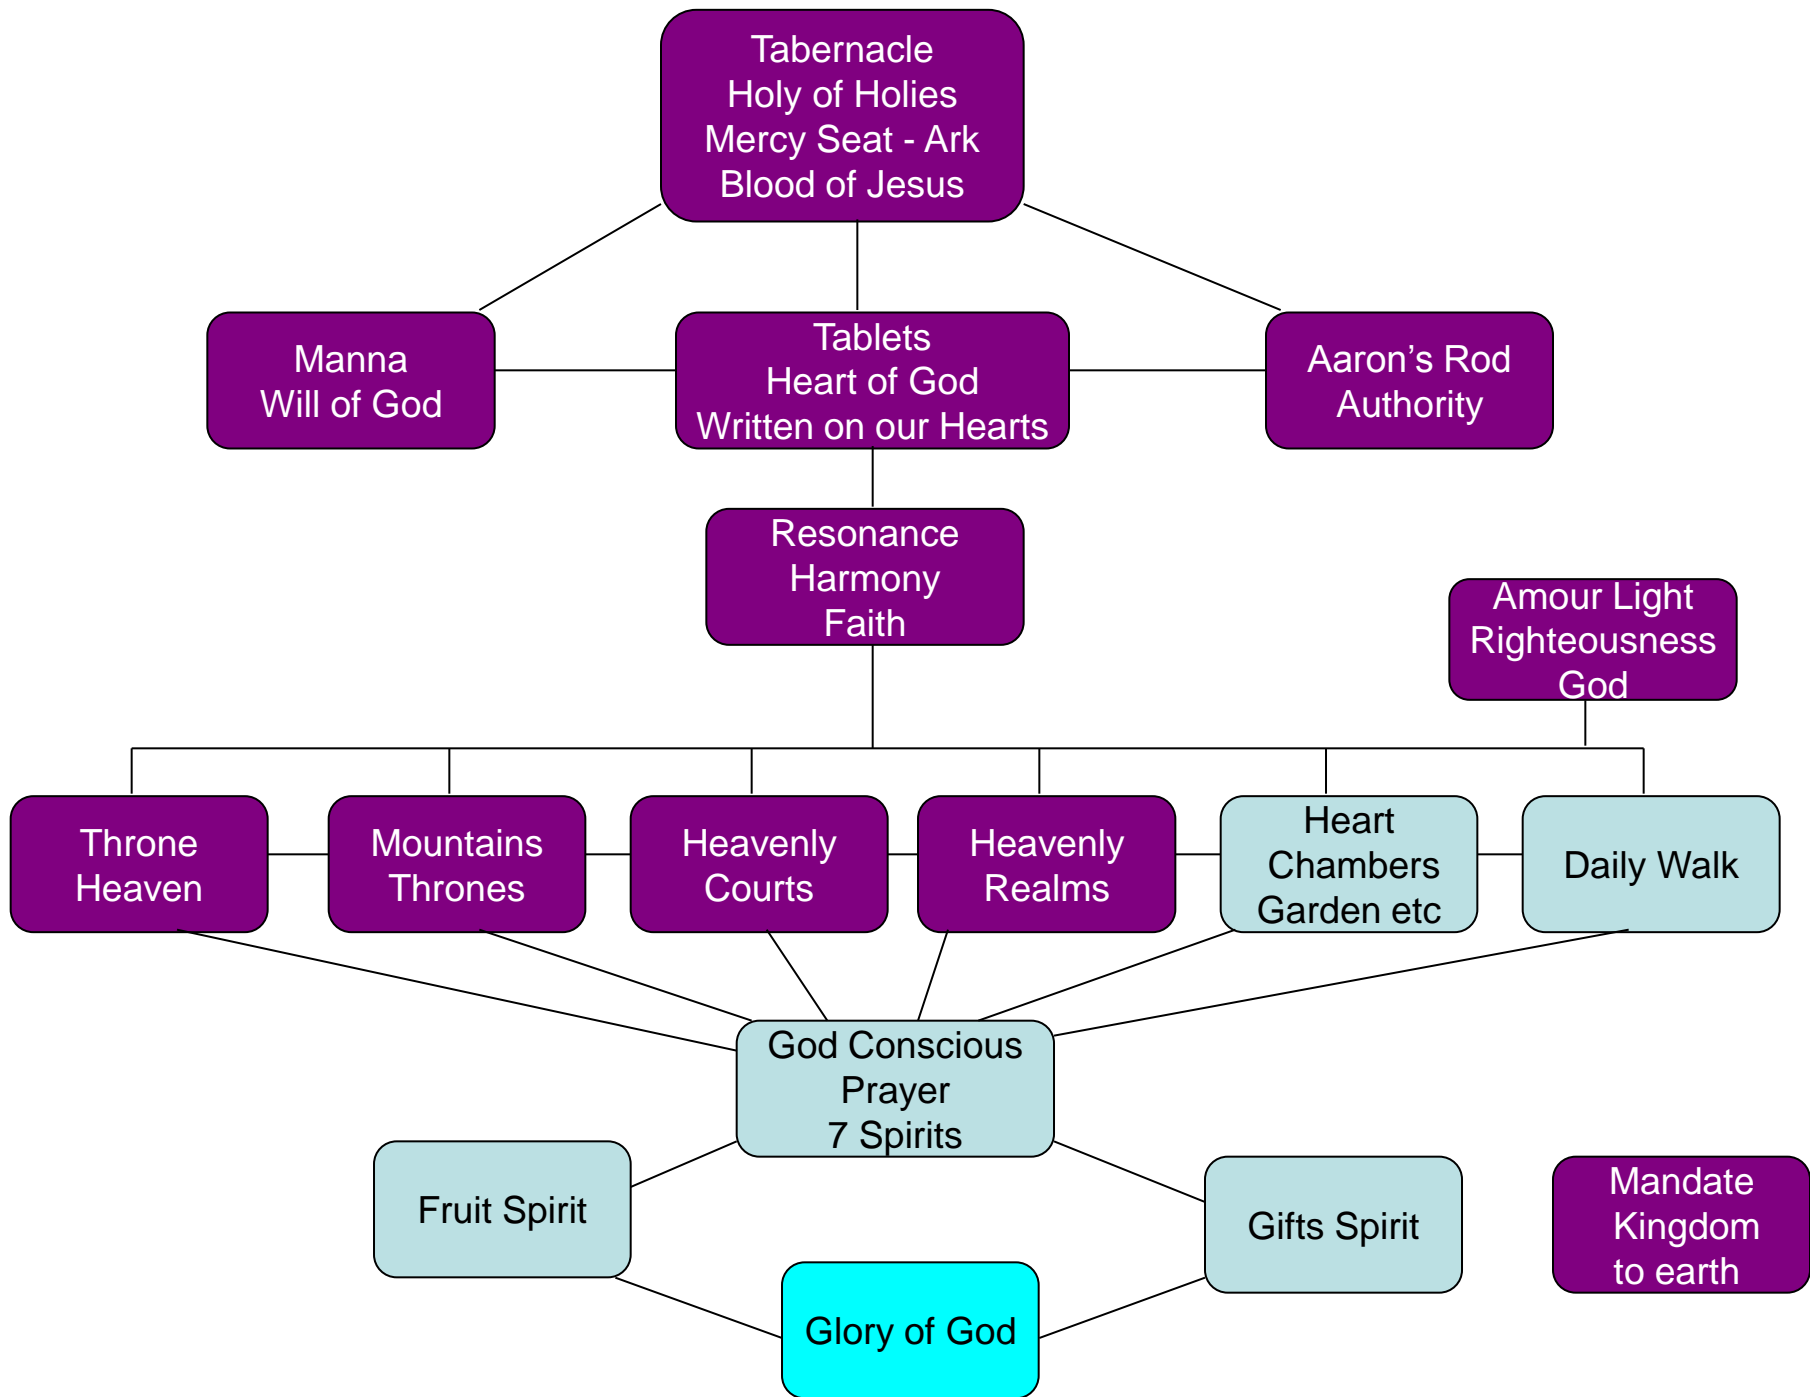 Tabernacle
Holy of Holies
Mercy Seat - Ark
Blood of Jesus
Manna
Will of God
Tablets
Heart of God
Written on our Hearts
Aaron’s Rod
Authority
Resonance
Harmony
Faith
Amour Light
Righteousness
God
Throne
Heaven
Mountains
Thrones
Heavenly
Courts
Heavenly
Realms
Heart
Chambers
Garden etc
Daily Walk
God Conscious
Prayer
7 Spirits
Fruit Spirit
Gifts Spirit
Mandate
Kingdom
to earth
Glory of God